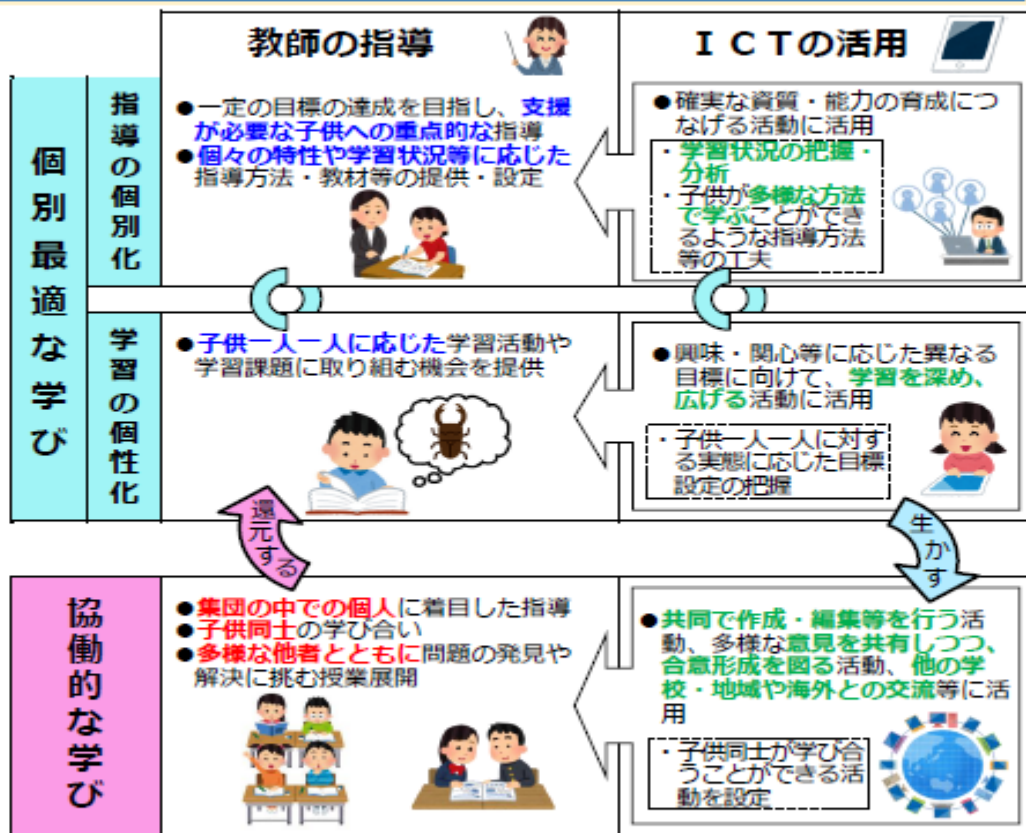 教師の指導
ＩＣＴの活用
個別最適な学び
指導の個別化
●一定の目標の達成を目指し、支援
が必要な子供への重点的な指導
●個々の特性や学習状況等に応じた
指導方法・教材等の提供・設定
●確実な資質・能力の育成につ
なげる活動に活用
・学習状況の把握・
分析
・子供が多様な方法
で学ぶことができ
るような指導方法
等の工夫
学習の個性化
●子供一人一人に応じた学習活動や
学習課題に取り組む機会を提供
●興味・関心等に応じた異なる
目標に向けて、学習を深め、
広げる活動に活用
・子供一人一人に対す
る実態に応じた目標
設定の把握
還元する
生かす
協働的な学び
●集団の中での個人に着目した指導
●子供同士の学び合い
●多様な他者とともに問題の発見や
解決に挑む授業展開
●共同で作成・編集等を行う活
動、多様な意見を共有しつつ、
合意形成を図る活動、他の学
校・地域や海外との交流等に活
用
・子供同士が学び合
うことができる活
動を設定